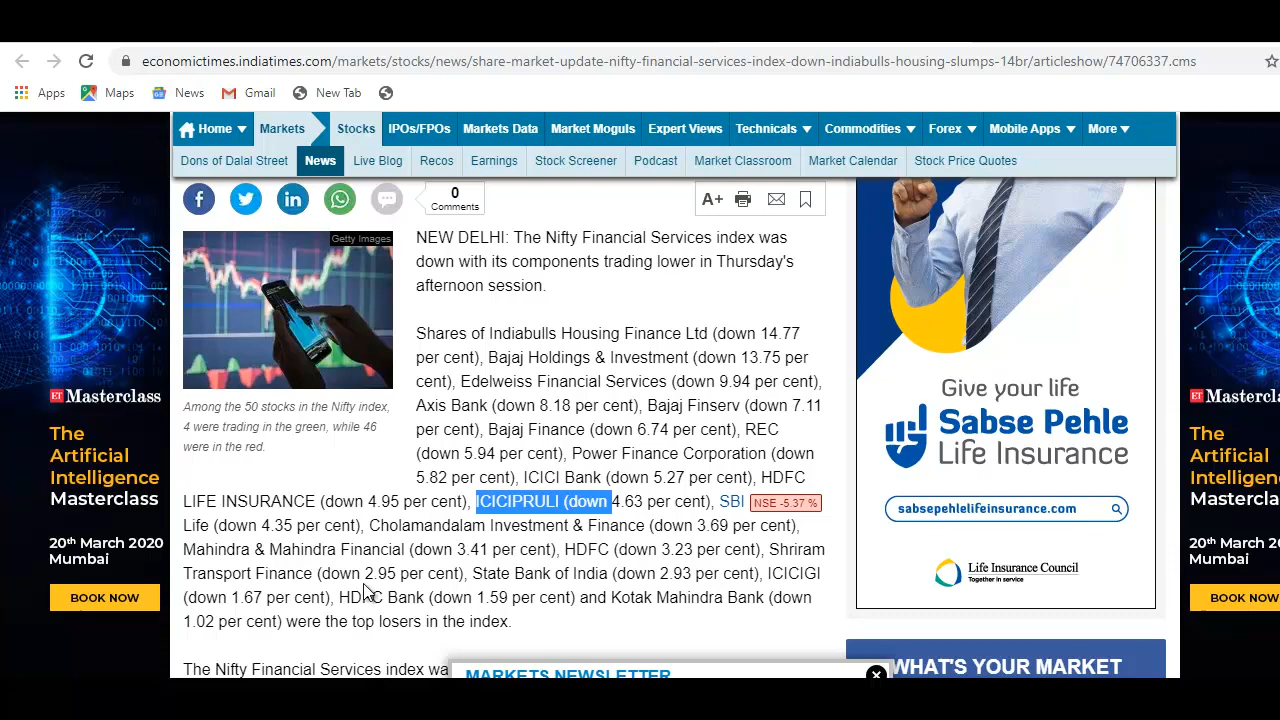 economictimes.indiatimes.com/markets/stocks/news/share-market-update-nifty-financial-services-index-down-indiabulls-housing-slumps-14br/articleshow/74706337.cms
Apps Maps News Gmail New Tab
Home Markets Stocks IPOs/FPOs Markets Data Market Moguls Expert Views Technicals Commodities Forex Mobile Apps More
Dons of Dalal Street News Live Blog Recos Earnings Stock Screener Podcast Market Classroom Market Calendar Stock Price Quotes
0
Comments
A+
Getty Images
Among the 50 stocks in the Nifty index,
4 were trading in the green, while 46
were in the red.
NEW DELHI: The Nifty Financial Services index was
down with its components trading lower in Thursday's
afternoon session.
Shares of Indiabulls Housing Finance Ltd (down 14.77
per cent), Bajaj Holdings & Investment (down 13.75 per
cent), Edelweiss Financial Services (down 9.94 per cent),
Axis Bank (down 8.18 per cent), Bajaj Finserv (down 7.11
per cent), Bajaj Finance (down 6.74 per cent), REC
(down 5.94 per cent), Power Finance Corporation (down
5.82 per cent), ICICI Bank (down 5.27 per cent), HDFC
LIFE INSURANCE (down 4.95 per cent), ICICIPRULI (down 4.63 per cent), SBI NSE -5.37 %
Life (down 4.35 per cent), Cholamandalam Investment & Finance (down 3.69 per cent),
Mahindra & Mahindra Financial (down 3.41 per cent), HDFC (down 3.23 per cent), Shriram
Transport Finance (down 2.95 per cent), State Bank of India (down 2.93 per cent), ICICIGI
(down 1.67 per cent), HDFC Bank (down 1.59 per cent) and Kotak Mahindra Bank (down
1.02 per cent) were the top losers in the index.
The Nifty Financial Services index wa
MARKETS NEWSLETTER
ET Masterclass
The
Artificial
Intelligence
Masterclass
20th March 2020
Mumbai
BOOK NOW
Give your life
Sabse Pehle
Life Insurance
sabsepehlelifeinsurance.com
Life Insurance Council
Together in service
WHAT'S YOUR MARKET
ET Masterc
The
Artificial
Intelligenc
Masterclas
20th March 20
Mumbai
BOOK NOW